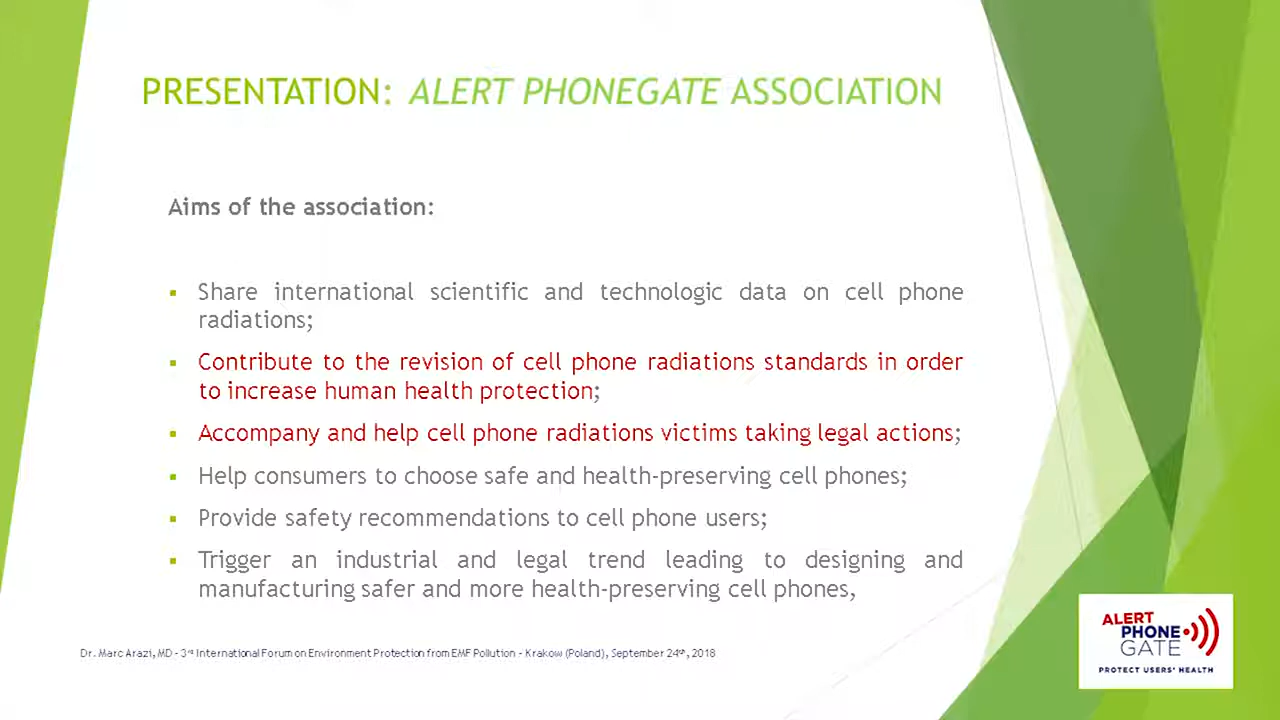 PRESENTATION: ALERT PHONEGATE ASSOCIATION
Aims of the association:
▪ Share international scientific and technologic data on cell phone
radiations;
▪ Contribute to the revision of cell phone radiations standards in order
to increase human health protection;
▪ Accompany and help cell phone radiations victims taking legal actions;
▪ Help consumers to choose safe and health-preserving cell phones;
▪ Provide safety recommendations to cell phone users;
▪ Trigger an industrial and legal trend leading to designing and
manufacturing safer and more health-preserving cell phones,
Dr. Marc Arazi, MD - 3rd International Forum on Environment Protection from EMF Pollution - Krakow (Poland), September 24th, 2018
ALERT
PHONE
GATE
PROTECT USERS' HEALTH